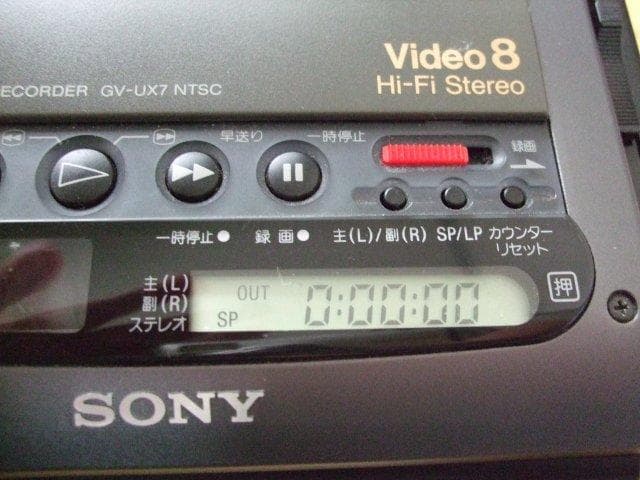 Video 8
Hi-Fi Stereo
ECORDER GV-UX7 NTSC
早送り 一時停止 録画
一時停止 録画 主(L)/副(R) SP/LP カウンター
リセット
主(L)
副(R)
ステレオ
OUT 0:00:00
SP
押
SONY